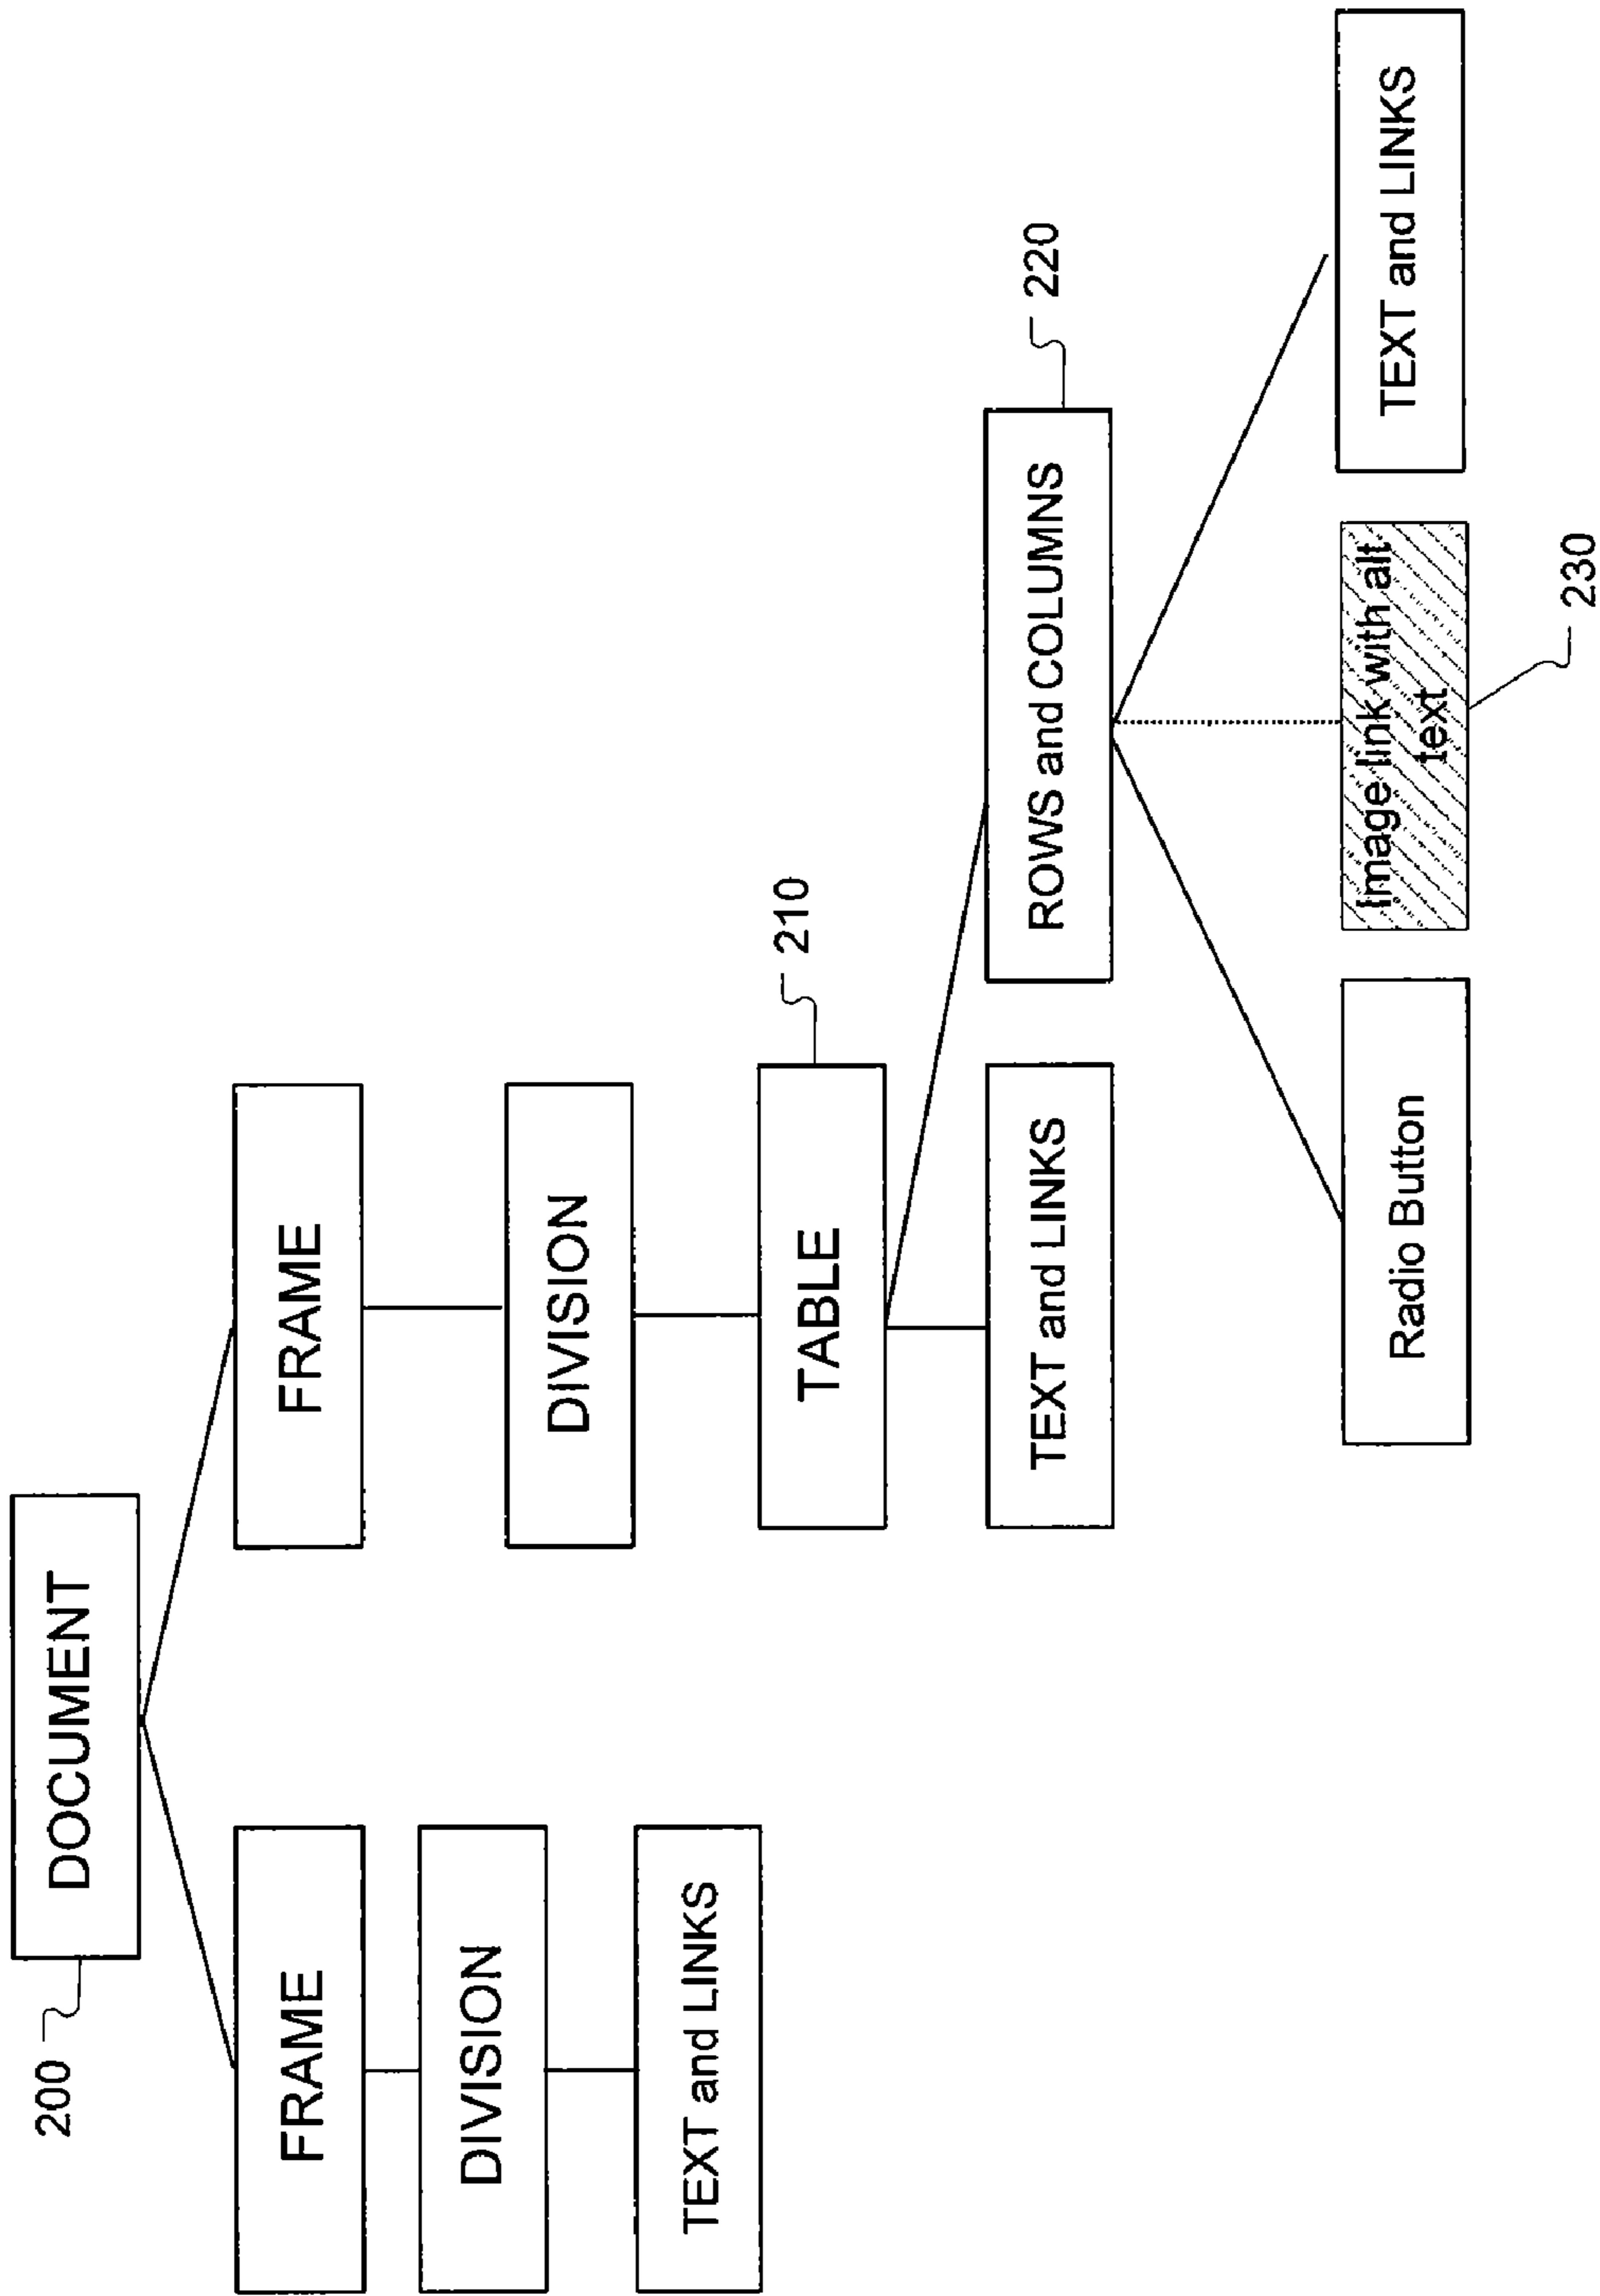 200
DOCUMENT
FRAME
FRAME
DIVISION
DIVISION
TEXT and LINKS
TABLE
210
TEXT and LINKS
ROWS and COLUMNS
220
Radio Button
Image link with alt
text
230
TEXT and LINKS